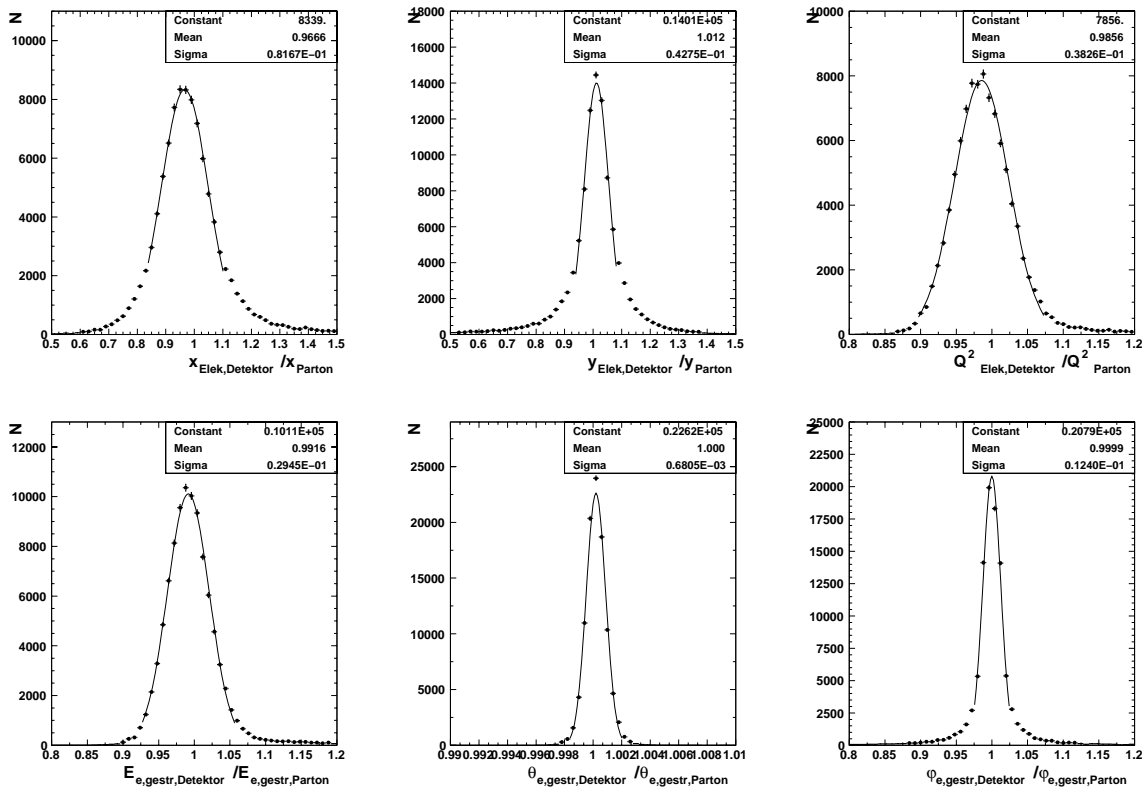 N
Constant 8339.
Mean 0.9666
Sigma 0.8167E-01
10000
8000
6000
4000
2000
0
0.5 0.6 0.7 0.8 0.9 1 1.1 1.2 1.3 1.4 1.5
x Elek,Detektor /x Parton
N
Constant 0.1401E+05
Mean 1.012
Sigma 0.4275E-01
18000
16000
14000
12000
10000
8000
6000
4000
2000
0
0.5 0.6 0.7 0.8 0.9 1 1.1 1.2 1.3 1.4 1.5
y Elek,Detektor /y Parton
N
Constant 7856.
Mean 0.9856
Sigma 0.3826E-01
10000
8000
6000
4000
2000
0
0.8 0.85 0.9 0.95 1 1.05 1.1 1.15 1.2
Q² Elek,Detektor /Q² Parton
N
Constant 0.1011E+05
Mean 0.9916
Sigma 0.2945E-01
12000
10000
8000
6000
4000
2000
0
0.8 0.85 0.9 0.95 1 1.05 1.1 1.15 1.2
E e,gestr,Detektor /E e,gestr,Parton
N
Constant 0.2262E+05
Mean 1.000
Sigma 0.6805E-03
25000
20000
15000
10000
5000
0
0.990 0.992 0.994 0.996 0.998 1 1.002 1.004 1.006 1.008 1.01
θ e,gestr,Detektor /θ e,gestr,Parton
N
Constant 0.2079E+05
Mean 0.9999
Sigma 0.1240E-01
25000
22500
20000
17500
15000
12500
10000
7500
5000
2500
0
0.8 0.85 0.9 0.95 1 1.05 1.1 1.15 1.2
φ e,gestr,Detektor /φ e,gestr,Parton